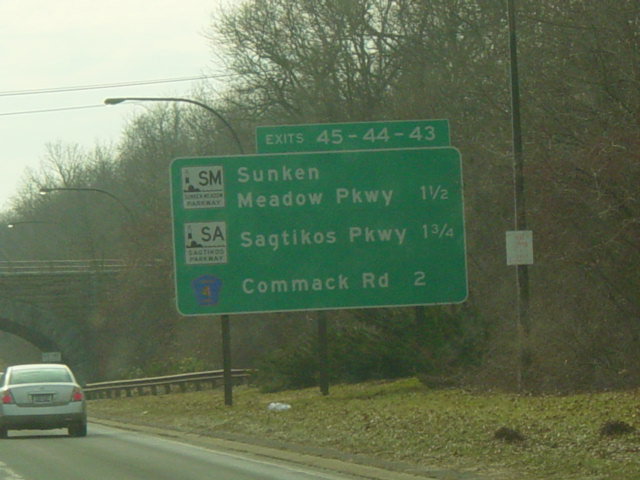 EXITS 45-44-43
SM
SUNKEN MEADOW
PARKWAY
Sunken
Meadow Pkwy 1½
SA
SAGTIKOS
PARKWAY
Sagtikos Pkwy 1¾
4
Commack Rd 2